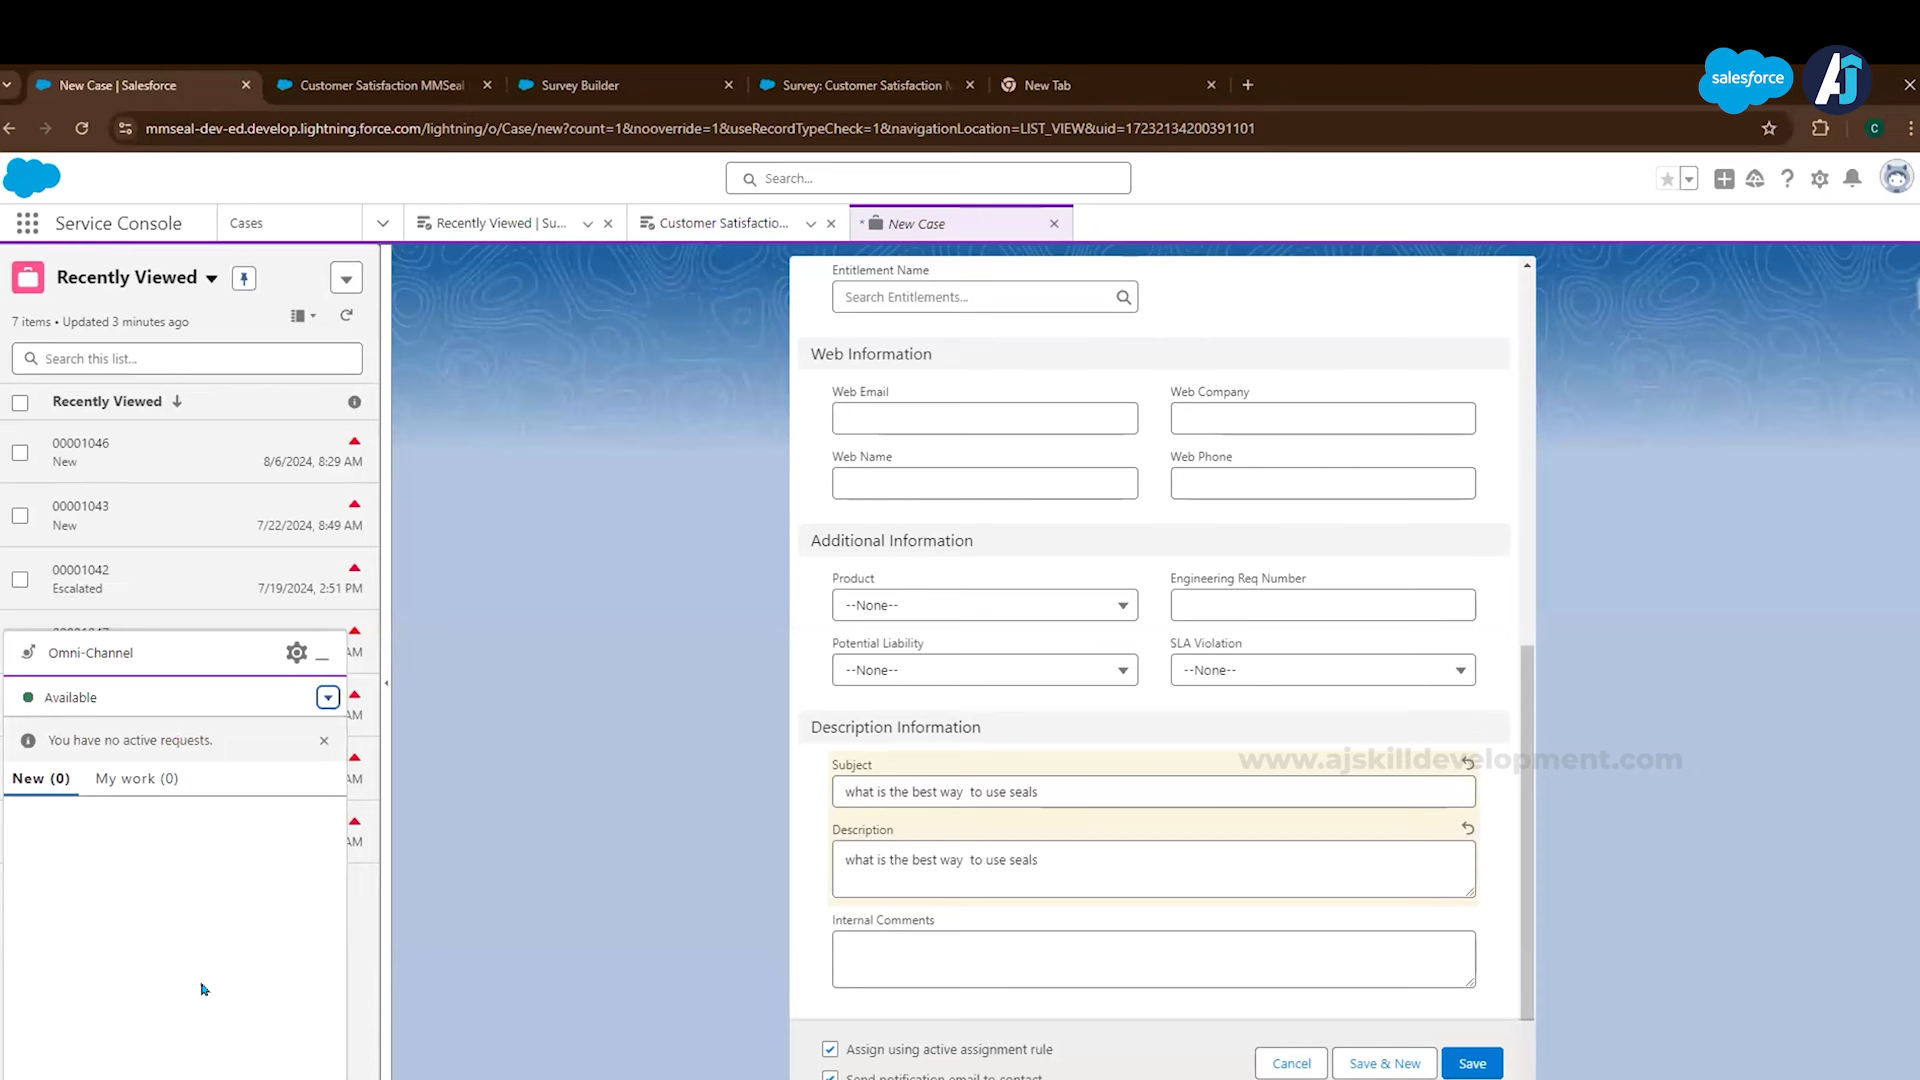 New Case | Salesforce
Customer Satisfaction MMSeal
Survey Builder
Survey: Customer Satisfaction
New Tab
salesforce
AJ
mmseal-dev-ed.develop.lightning.force.com/lightning/o/Case/new?count=1&nooverride=1&useRecordTypeCheck=1&navigationLocation=LIST_VIEW&uid=17232134200391101
C
Search...
Service Console
Cases
Recently Viewed | Su...
Customer Satisfactio...
* New Case
Recently Viewed
7 items • Updated 3 minutes ago
Search this list...
Recently Viewed
00001046
New
8/6/2024, 8:29 AM
00001043
New
7/22/2024, 8:49 AM
00001042
Escalated
7/19/2024, 2:51 PM
AM
AM
AM
AM
Omni-Channel
Available
You have no active requests.
New (0)
My work (0)
Entitlement Name
Search Entitlements...
Web Information
Web Email
Web Company
Web Name
Web Phone
Additional Information
Product
Engineering Req Number
--None--
Potential Liability
SLA Violation
--None--
--None--
Description Information
www.ajskilldevelopment.com
Subject
what is the best way  to use seals
Description
what is the best way  to use seals
Internal Comments
Assign using active assignment rule
Send notification email to contact
Cancel
Save & New
Save